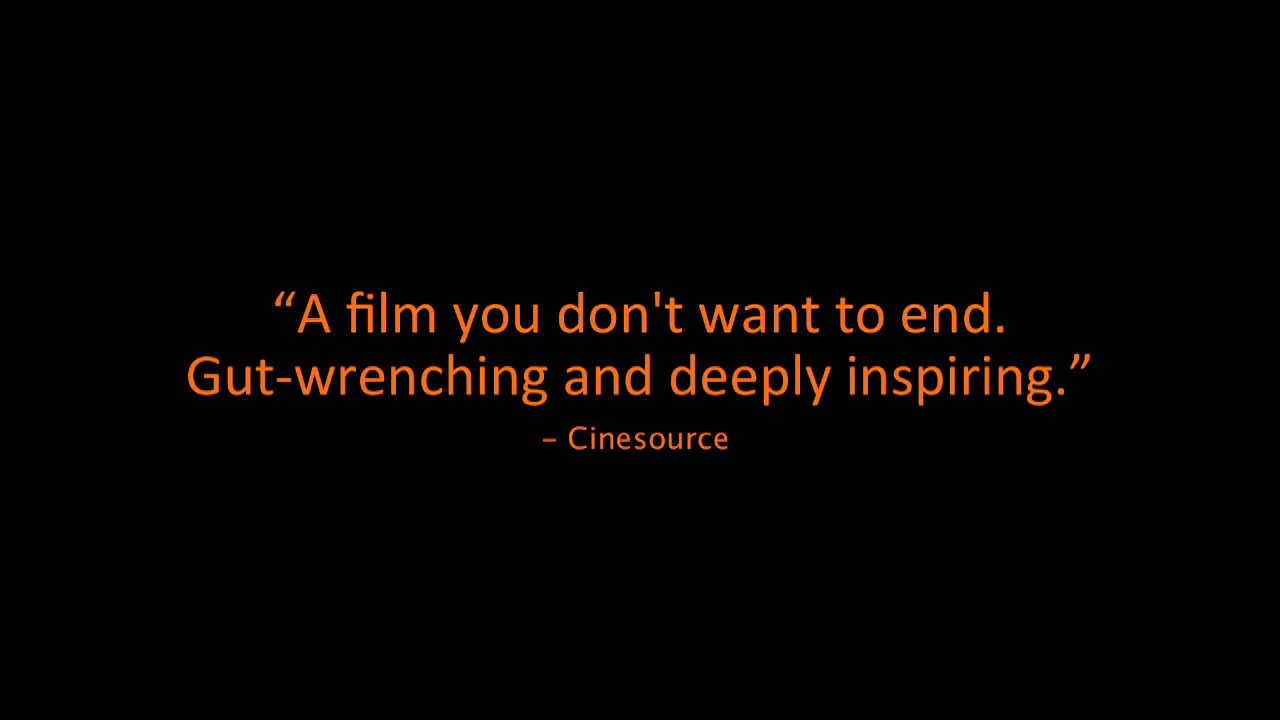 “A film you don't want to end.
Gut-wrenching and deeply inspiring.”
– Cinesource